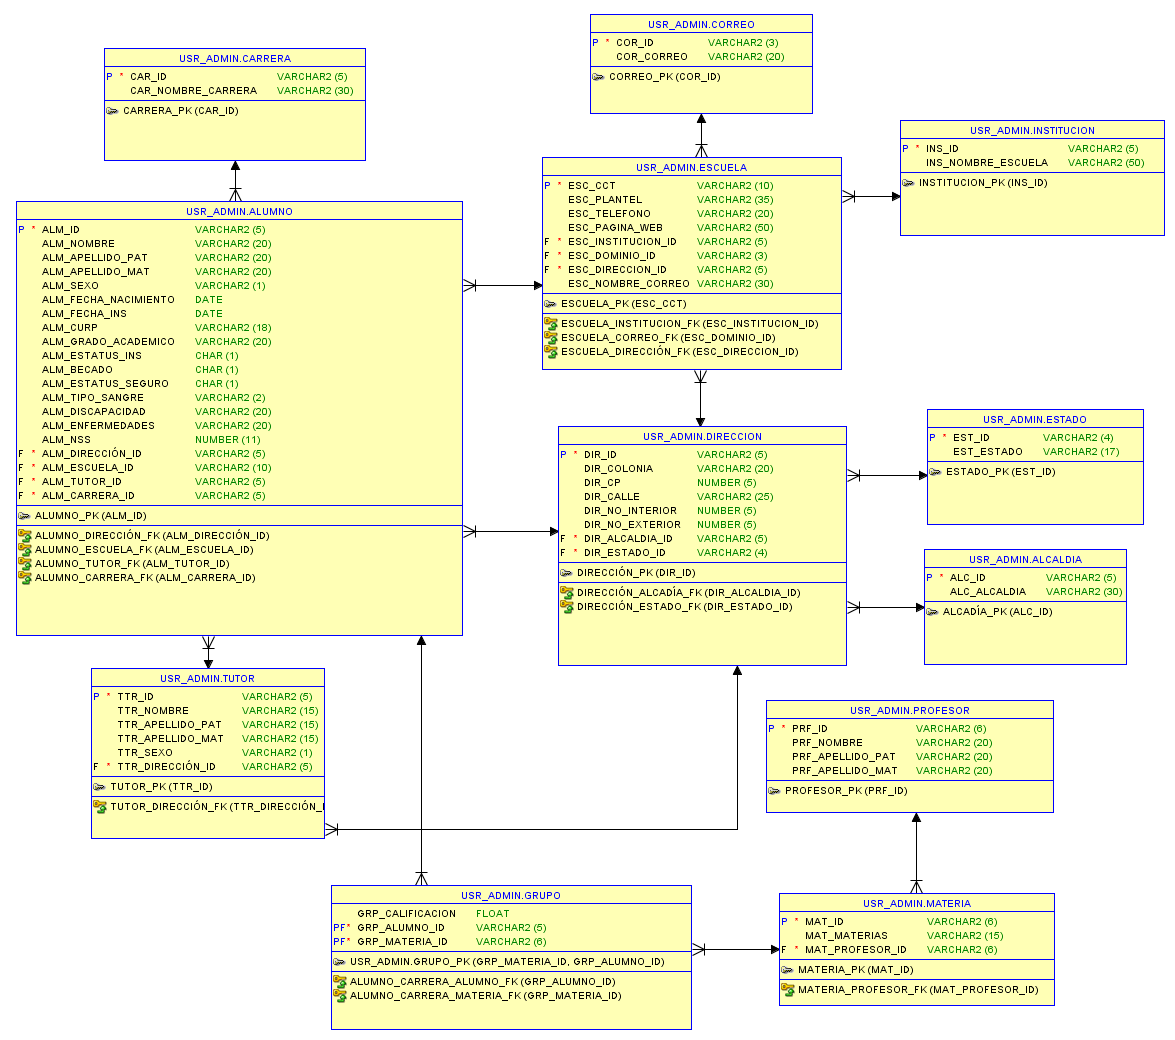 USR_ADMIN.CORREO
P * COR_ID VARCHAR2 (3)
COR_CORREO VARCHAR2 (20)
CORREO_PK (COR_ID)
USR_ADMIN.CARRERA
P * CAR_ID VARCHAR2 (5)
CAR_NOMBRE_CARRERA VARCHAR2 (30)
CARRERA_PK (CAR_ID)
USR_ADMIN.INSTITUCION
P * INS_ID VARCHAR2 (5)
INS_NOMBRE_ESCUELA VARCHAR2 (50)
INSTITUCION_PK (INS_ID)
USR_ADMIN.ESCUELA
P * ESC_CCT VARCHAR2 (10)
ESC_PLANTEL VARCHAR2 (35)
ESC_TELEFONO VARCHAR2 (20)
ESC_PAGINA_WEB VARCHAR2 (50)
F * ESC_INSTITUCION_ID VARCHAR2 (5)
F * ESC_DOMINIO_ID VARCHAR2 (3)
F * ESC_DIRECCION_ID VARCHAR2 (5)
ESC_NOMBRE_CORREO VARCHAR2 (30)
ESCUELA_PK (ESC_CCT)
ESCUELA_INSTITUCION_FK (ESC_INSTITUCION_ID)
ESCUELA_CORREO_FK (ESC_DOMINIO_ID)
ESCUELA_DIRECCIÓN_FK (ESC_DIRECCION_ID)
USR_ADMIN.ALUMNO
P * ALM_ID VARCHAR2 (5)
ALM_NOMBRE VARCHAR2 (20)
ALM_APELLIDO_PAT VARCHAR2 (20)
ALM_APELLIDO_MAT VARCHAR2 (20)
ALM_SEXO VARCHAR2 (1)
ALM_FECHA_NACIMIENTO DATE
ALM_FECHA_INS DATE
ALM_CURP VARCHAR2 (18)
ALM_GRADO_ACADEMICO VARCHAR2 (20)
ALM_ESTATUS_INS CHAR (1)
ALM_BECADO CHAR (1)
ALM_ESTATUS_SEGURO CHAR (1)
ALM_TIPO_SANGRE VARCHAR2 (2)
ALM_DISCAPACIDAD VARCHAR2 (20)
ALM_ENFERMEDADES VARCHAR2 (20)
ALM_NSS NUMBER (11)
F * ALM_DIRECCIÓN_ID VARCHAR2 (5)
F * ALM_ESCUELA_ID VARCHAR2 (10)
F * ALM_TUTOR_ID VARCHAR2 (5)
F * ALM_CARRERA_ID VARCHAR2 (5)
ALUMNO_PK (ALM_ID)
ALUMNO_DIRECCIÓN_FK (ALM_DIRECCIÓN_ID)
ALUMNO_ESCUELA_FK (ALM_ESCUELA_ID)
ALUMNO_TUTOR_FK (ALM_TUTOR_ID)
ALUMNO_CARRERA_FK (ALM_CARRERA_ID)
USR_ADMIN.DIRECCION
P * DIR_ID VARCHAR2 (5)
DIR_COLONIA VARCHAR2 (20)
DIR_CP NUMBER (5)
DIR_CALLE VARCHAR2 (25)
DIR_NO_INTERIOR NUMBER (5)
DIR_NO_EXTERIOR NUMBER (5)
F * DIR_ALCALDIA_ID VARCHAR2 (5)
F * DIR_ESTADO_ID VARCHAR2 (4)
DIRECCIÓN_PK (DIR_ID)
DIRECCIÓN_ALCADÍA_FK (DIR_ALCALDIA_ID)
DIRECCIÓN_ESTADO_FK (DIR_ESTADO_ID)
USR_ADMIN.ESTADO
P * EST_ID VARCHAR2 (4)
EST_ESTADO VARCHAR2 (17)
ESTADO_PK (EST_ID)
USR_ADMIN.ALCALDIA
P * ALC_ID VARCHAR2 (5)
ALC_ALCALDIA VARCHAR2 (30)
ALCADÍA_PK (ALC_ID)
USR_ADMIN.TUTOR
P * TTR_ID VARCHAR2 (5)
TTR_NOMBRE VARCHAR2 (15)
TTR_APELLIDO_PAT VARCHAR2 (15)
TTR_APELLIDO_MAT VARCHAR2 (15)
TTR_SEXO VARCHAR2 (1)
F * TTR_DIRECCIÓN_ID VARCHAR2 (5)
TUTOR_PK (TTR_ID)
TUTOR_DIRECCIÓN_FK (TTR_DIRECCIÓN_I
USR_ADMIN.PROFESOR
P * PRF_ID VARCHAR2 (6)
PRF_NOMBRE VARCHAR2 (20)
PRF_APELLIDO_PAT VARCHAR2 (20)
PRF_APELLIDO_MAT VARCHAR2 (20)
PROFESOR_PK (PRF_ID)
USR_ADMIN.GRUPO
GRP_CALIFICACION FLOAT
PF* GRP_ALUMNO_ID VARCHAR2 (5)
PF* GRP_MATERIA_ID VARCHAR2 (6)
USR_ADMIN.GRUPO_PK (GRP_MATERIA_ID, GRP_ALUMNO_ID)
ALUMNO_CARRERA_ALUMNO_FK (GRP_ALUMNO_ID)
ALUMNO_CARRERA_MATERIA_FK (GRP_MATERIA_ID)
USR_ADMIN.MATERIA
P * MAT_ID VARCHAR2 (6)
MAT_MATERIAS VARCHAR2 (15)
F * MAT_PROFESOR_ID VARCHAR2 (6)
MATERIA_PK (MAT_ID)
MATERIA_PROFESOR_FK (MAT_PROFESOR_ID)